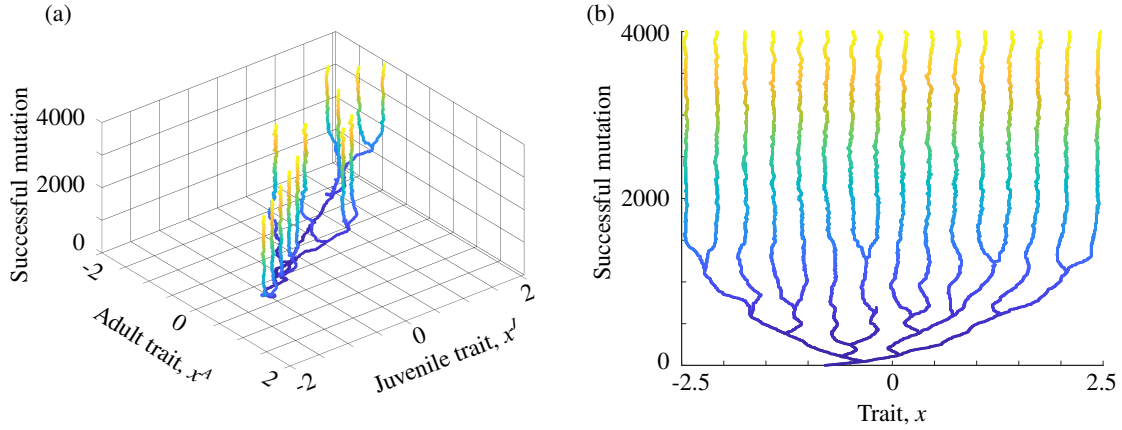 (a)
Successful mutation
4000
2000
0
-2
0
2
Adult trait, x^A
-2
0
2
Juvenile trait, x^J
(b)
Successful mutation
4000
2000
0
-2.5
0
2.5
Trait, x